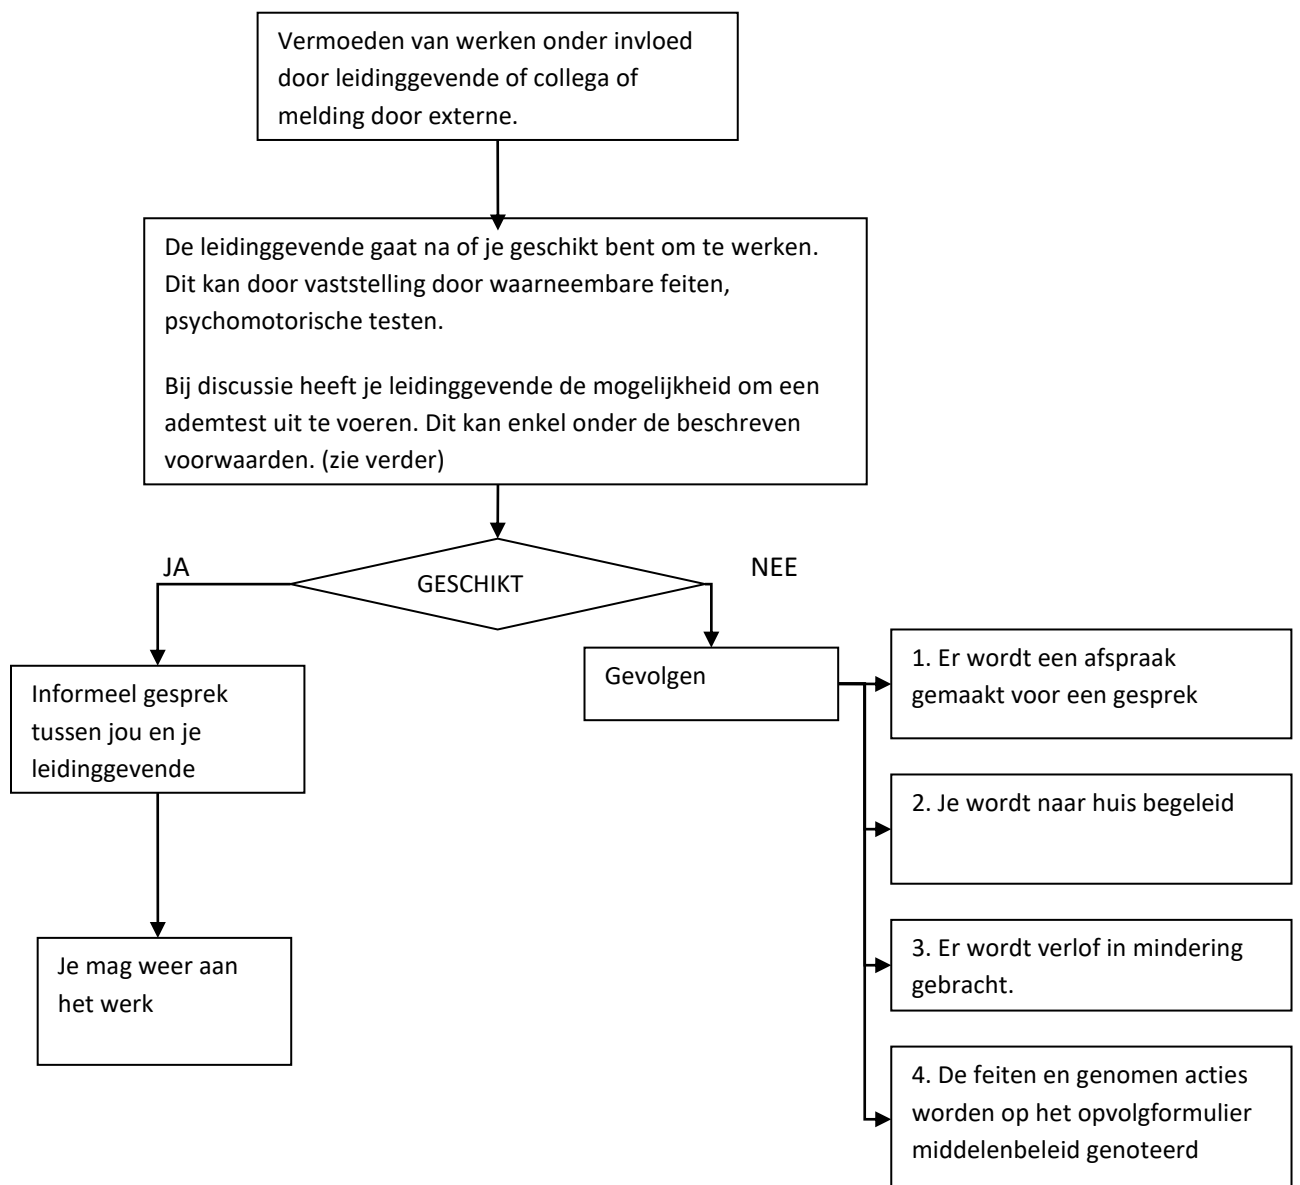 Vermoeden van werken onder invloed
door leidinggevende of collega of
melding door externe.
De leidinggevende gaat na of je geschikt bent om te werken.
Dit kan door vaststelling door waarneembare feiten,
psychomotorische testen.
Bij discussie heeft je leidinggevende de mogelijkheid om een
ademtest uit te voeren. Dit kan enkel onder de beschreven
voorwaarden. (zie verder)
JA
GESCHIKT
NEE
Informeel gesprek
tussen jou en je
leidinggevende
Je mag weer aan
het werk
Gevolgen
1. Er wordt een afspraak
gemaakt voor een gesprek
2. Je wordt naar huis begeleid
3. Er wordt verlof in mindering
gebracht.
4. De feiten en genomen acties
worden op het opvolgformulier
middelenbeleid genoteerd